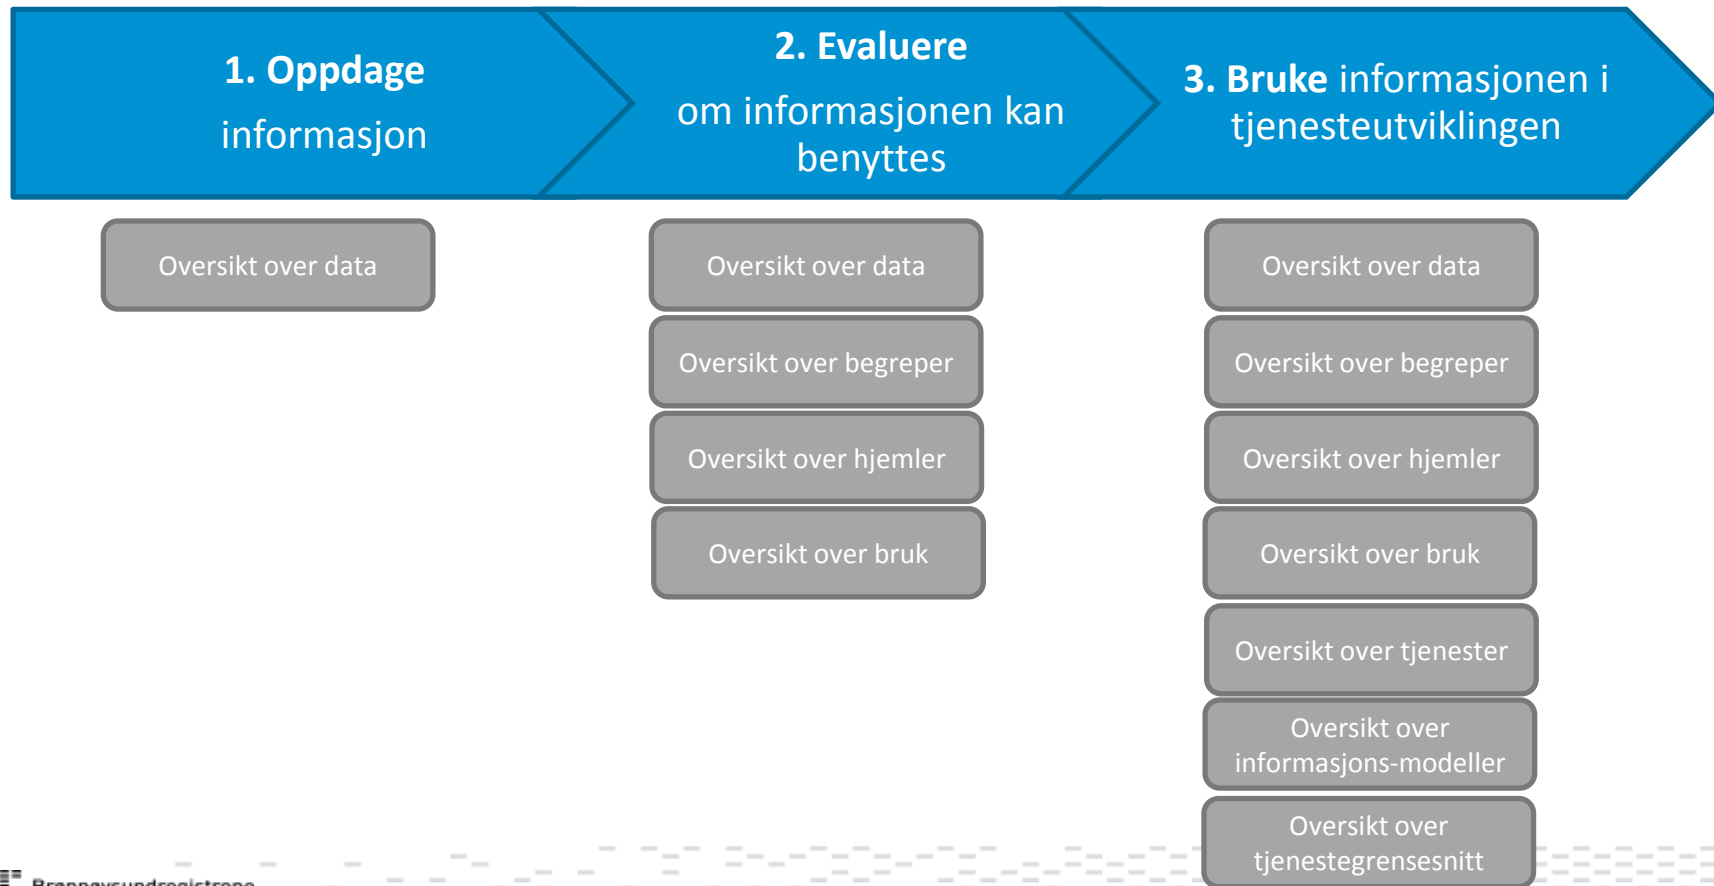 1. Oppdage
informasjon
2. Evaluere
om informasjonen kan
benyttes
3. Bruke informasjonen i
tjenesteutviklingen
Oversikt over data
Oversikt over data
Oversikt over begreper
Oversikt over hjemler
Oversikt over bruk
Oversikt over data
Oversikt over begreper
Oversikt over hjemler
Oversikt over bruk
Oversikt over tjenester
Oversikt over
informasjons-modeller
Oversikt over
tjenestegrensesnitt
Brønnøysundregistrene